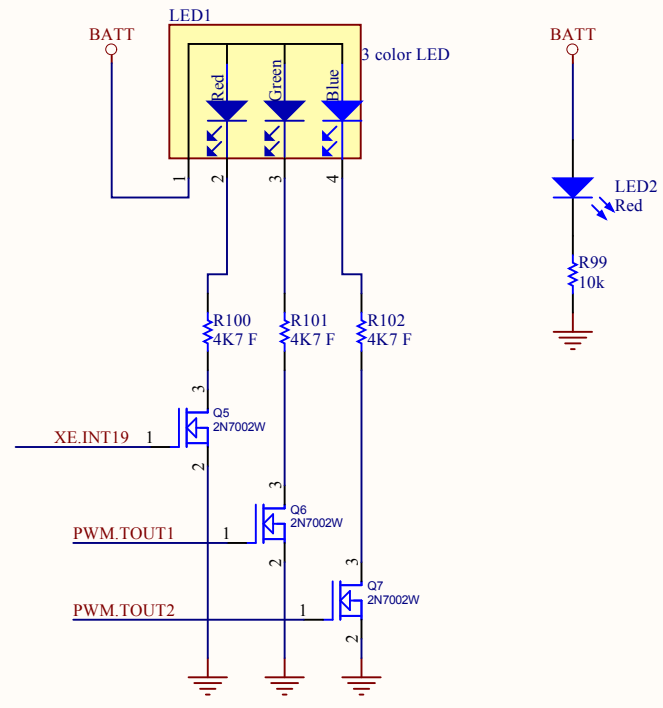 LED1
BATT
3 color LED
Red
Green
Blue
1
2
3
4
BATT
LED2
Red
R99
10k
R100
4K7 F
R101
4K7 F
R102
4K7 F
3
Q5
2N7002W
XE.INT19
1
2
3
Q6
2N7002W
PWM.TOUT1
1
2
3
Q7
2N7002W
PWM.TOUT2
1
2